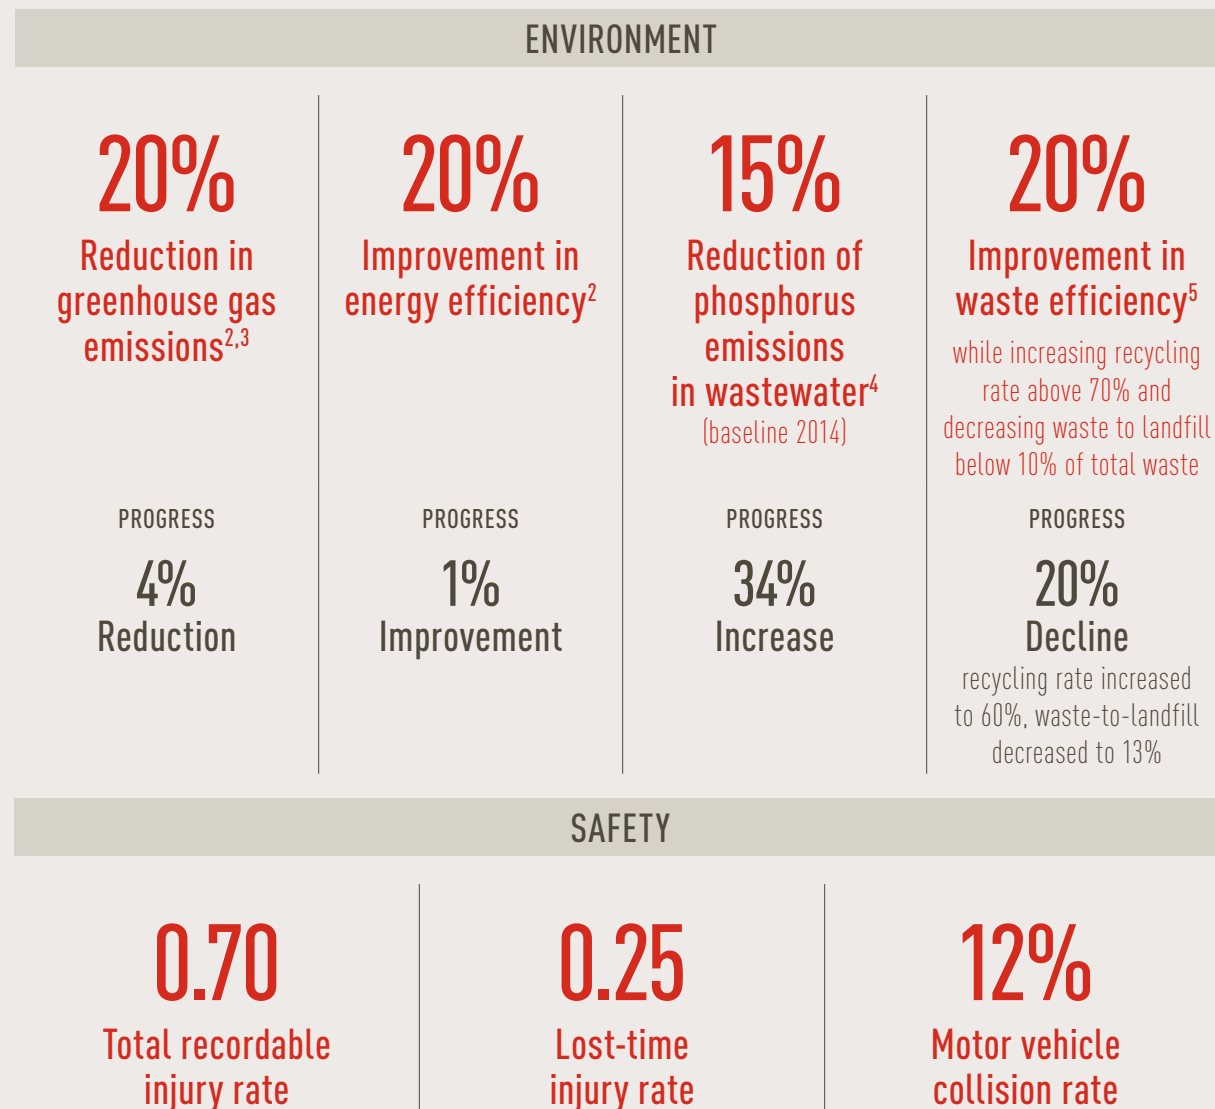 ENVIRONMENT
20%
Reduction in
greenhouse gas
emissions2,3
PROGRESS
4%
Reduction
20%
Improvement in
energy efficiency2
PROGRESS
1%
Improvement
15%
Reduction of
phosphorus
emissions
in wastewater4
(baseline 2014)
PROGRESS
34%
Increase
20%
Improvement in
waste efficiency5
while increasing recycling
rate above 70% and
decreasing waste to landfill
below 10% of total waste
PROGRESS
20%
Decline
recycling rate increased
to 60%, waste-to-landfill
decreased to 13%
SAFETY
0.70
Total recordable
injury rate
0.25
Lost-time
injury rate
12%
Motor vehicle
collision rate